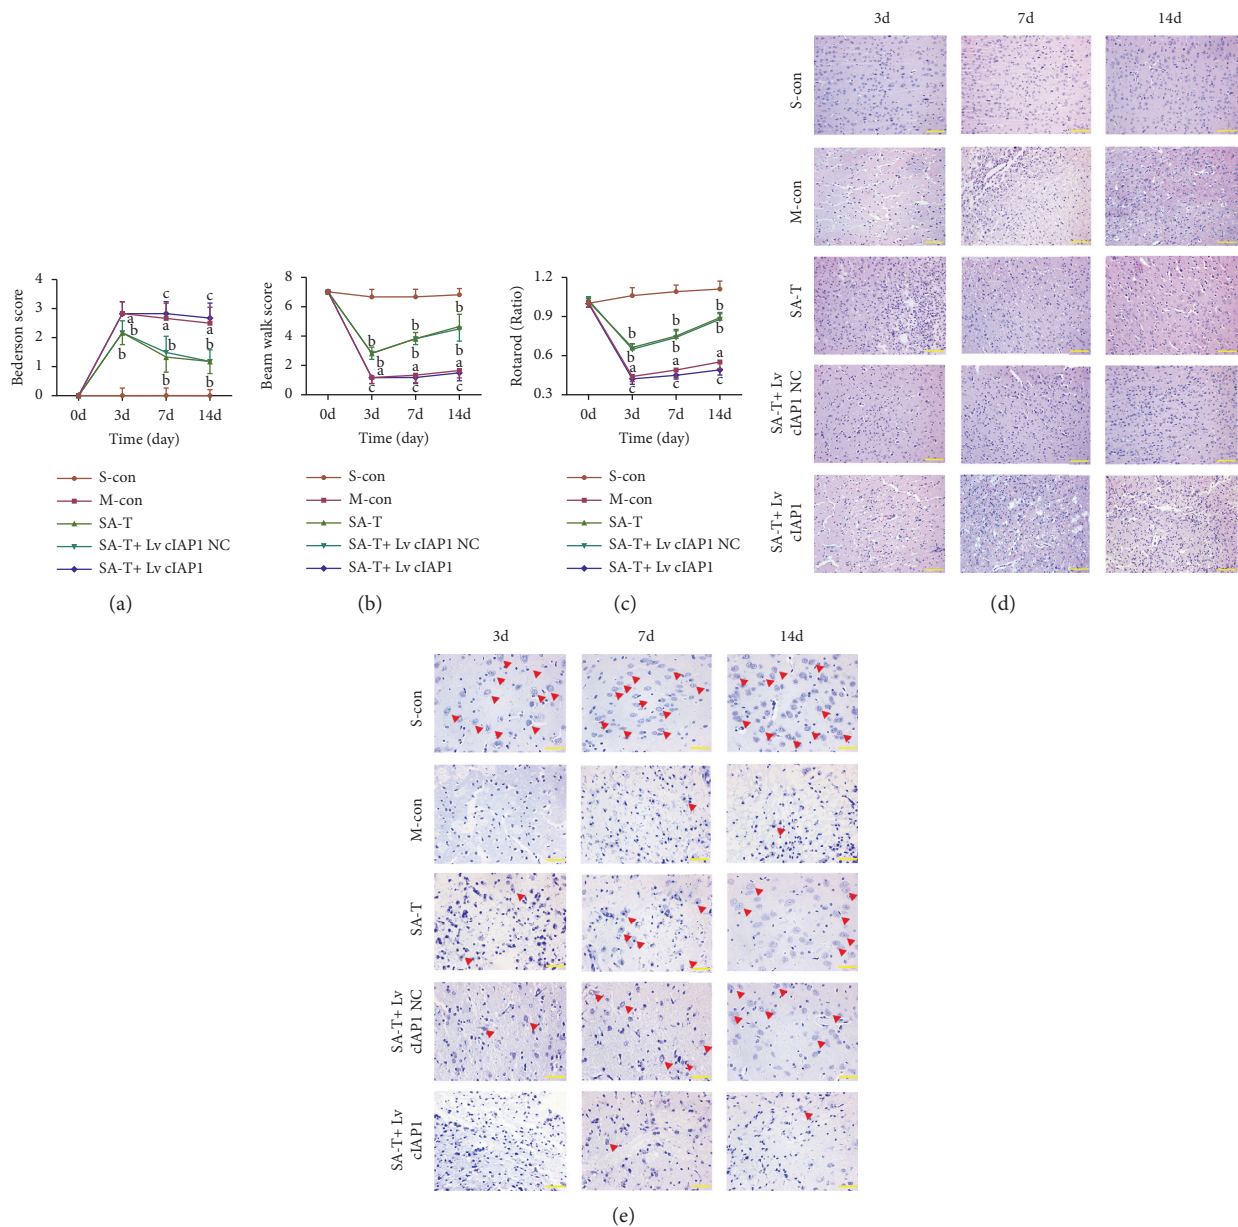 3d 7d 14d
S-con
M-con
SA-T
SA-T+ Lv
cIAP1 NC
SA-T+ Lv
cIAP1
(d)
Bederson score
4
3
2
1
0
c c
a a a
b b b
b b b
0d 3d 7d 14d
Time (day)
S-con
M-con
SA-T
SA-T+ Lv cIAP1 NC
SA-T+ Lv cIAP1
(a)
Beam walk score
8
6
4
2
0
b b b
b b b
a a a
c c c
0d 3d 7d 14d
Time (day)
S-con
M-con
SA-T
SA-T+ Lv cIAP1 NC
SA-T+ Lv cIAP1
(b)
Rotarod (Ratio)
1.2
0.9
0.6
0.3
b b b
b b b
a a a
c c c
0d 3d 7d 14d
Time (day)
S-con
M-con
SA-T
SA-T+ Lv cIAP1 NC
SA-T+ Lv cIAP1
(c)
3d 7d 14d
S-con
M-con
SA-T
SA-T+ Lv
cIAP1 NC
SA-T+ Lv
cIAP1
(e)